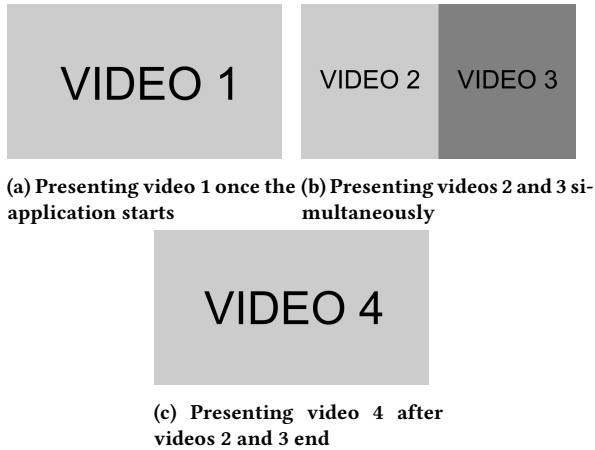 VIDEO 1
(a) Presenting video 1 once the
application starts
VIDEO 2
VIDEO 3
(b) Presenting videos 2 and 3 si-
multaneously
VIDEO 4
(c) Presenting video 4 after
videos 2 and 3 end